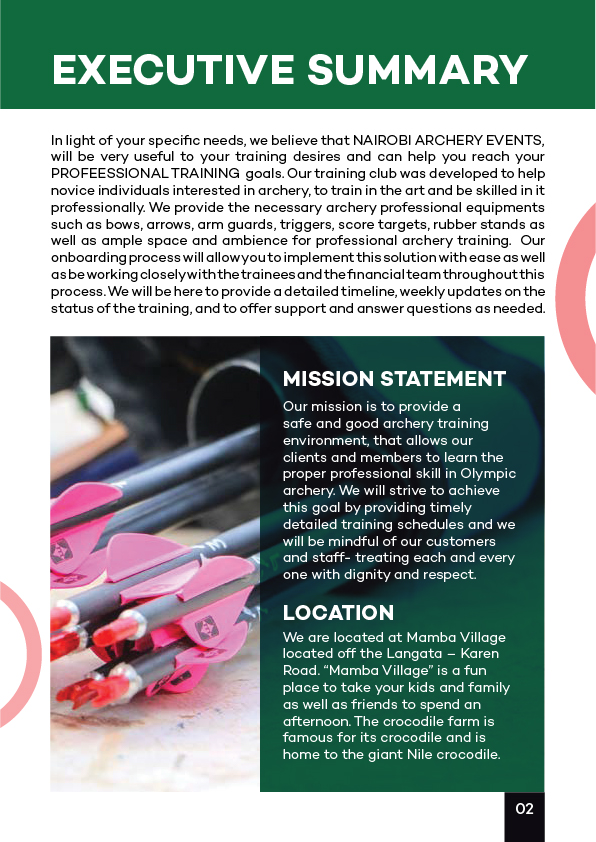 EXECUTIVE SUMMARY
In light of your specific needs, we believe that NAIROBI ARCHERY EVENTS,
will be very useful to your training desires and can help you reach your
PROFEESSIONAL TRAINING goals. Our training club was developed to help
novice individuals interested in archery, to train in the art and be skilled in it
professionally. We provide the necessary archery professional equipments
such as bows, arrows, arm guards, triggers, score targets, rubber stands as
well as ample space and ambience for professional archery training. Our
onboarding process will allow you to implement this solution with ease as well
as be working closely with the trainees and the financial team throughout this
process. We will be here to provide a detailed timeline, weekly updates on the
status of the training, and to offer support and answer questions as needed.
MISSION STATEMENT
Our mission is to provide a
safe and good archery training
environment, that allows our
clients and members to learn the
proper professional skill in Olympic
archery. We will strive to achieve
this goal by providing timely
detailed training schedules and we
will be mindful of our customers
and staff- treating each and every
one with dignity and respect.
LOCATION
We are located at Mamba Village
located off the Langata – Karen
Road. “Mamba Village” is a fun
place to take your kids and family
as well as friends to spend an
afternoon. The crocodile farm is
famous for its crocodile and is
home to the giant Nile crocodile.
02